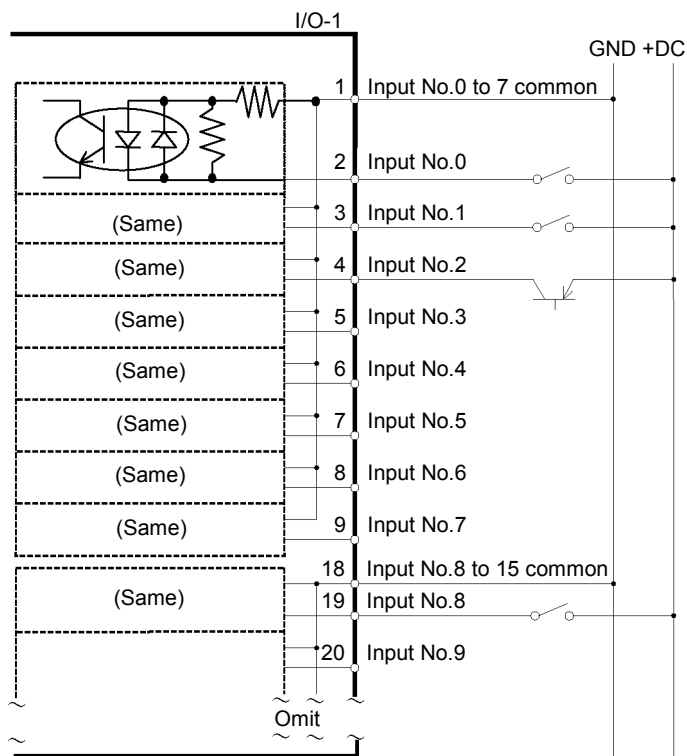 I/O-1
GND +DC
1 Input No.0 to 7 common
2 Input No.0
(Same) 3 Input No.1
(Same) 4 Input No.2
(Same) 5 Input No.3
(Same) 6 Input No.4
(Same) 7 Input No.5
(Same) 8 Input No.6
(Same) 9 Input No.7
18 Input No.8 to 15 common
(Same) 19 Input No.8
20 Input No.9
Omit